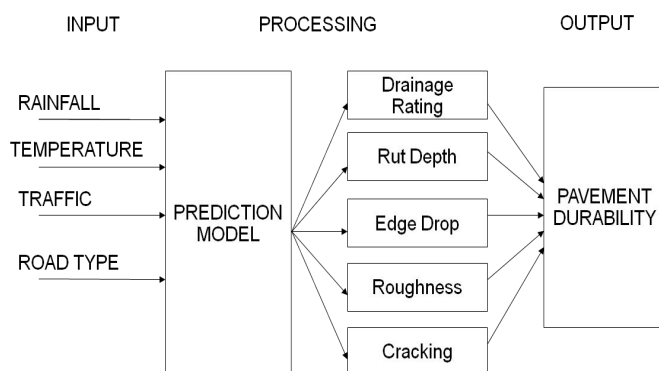 INPUT
PROCESSING
OUTPUT
RAINFALL
TEMPERATURE
TRAFFIC
ROAD TYPE
PREDICTION
MODEL
Drainage
Rating
Rut Depth
Edge Drop
Roughness
Cracking
PAVEMENT
DURABILITY